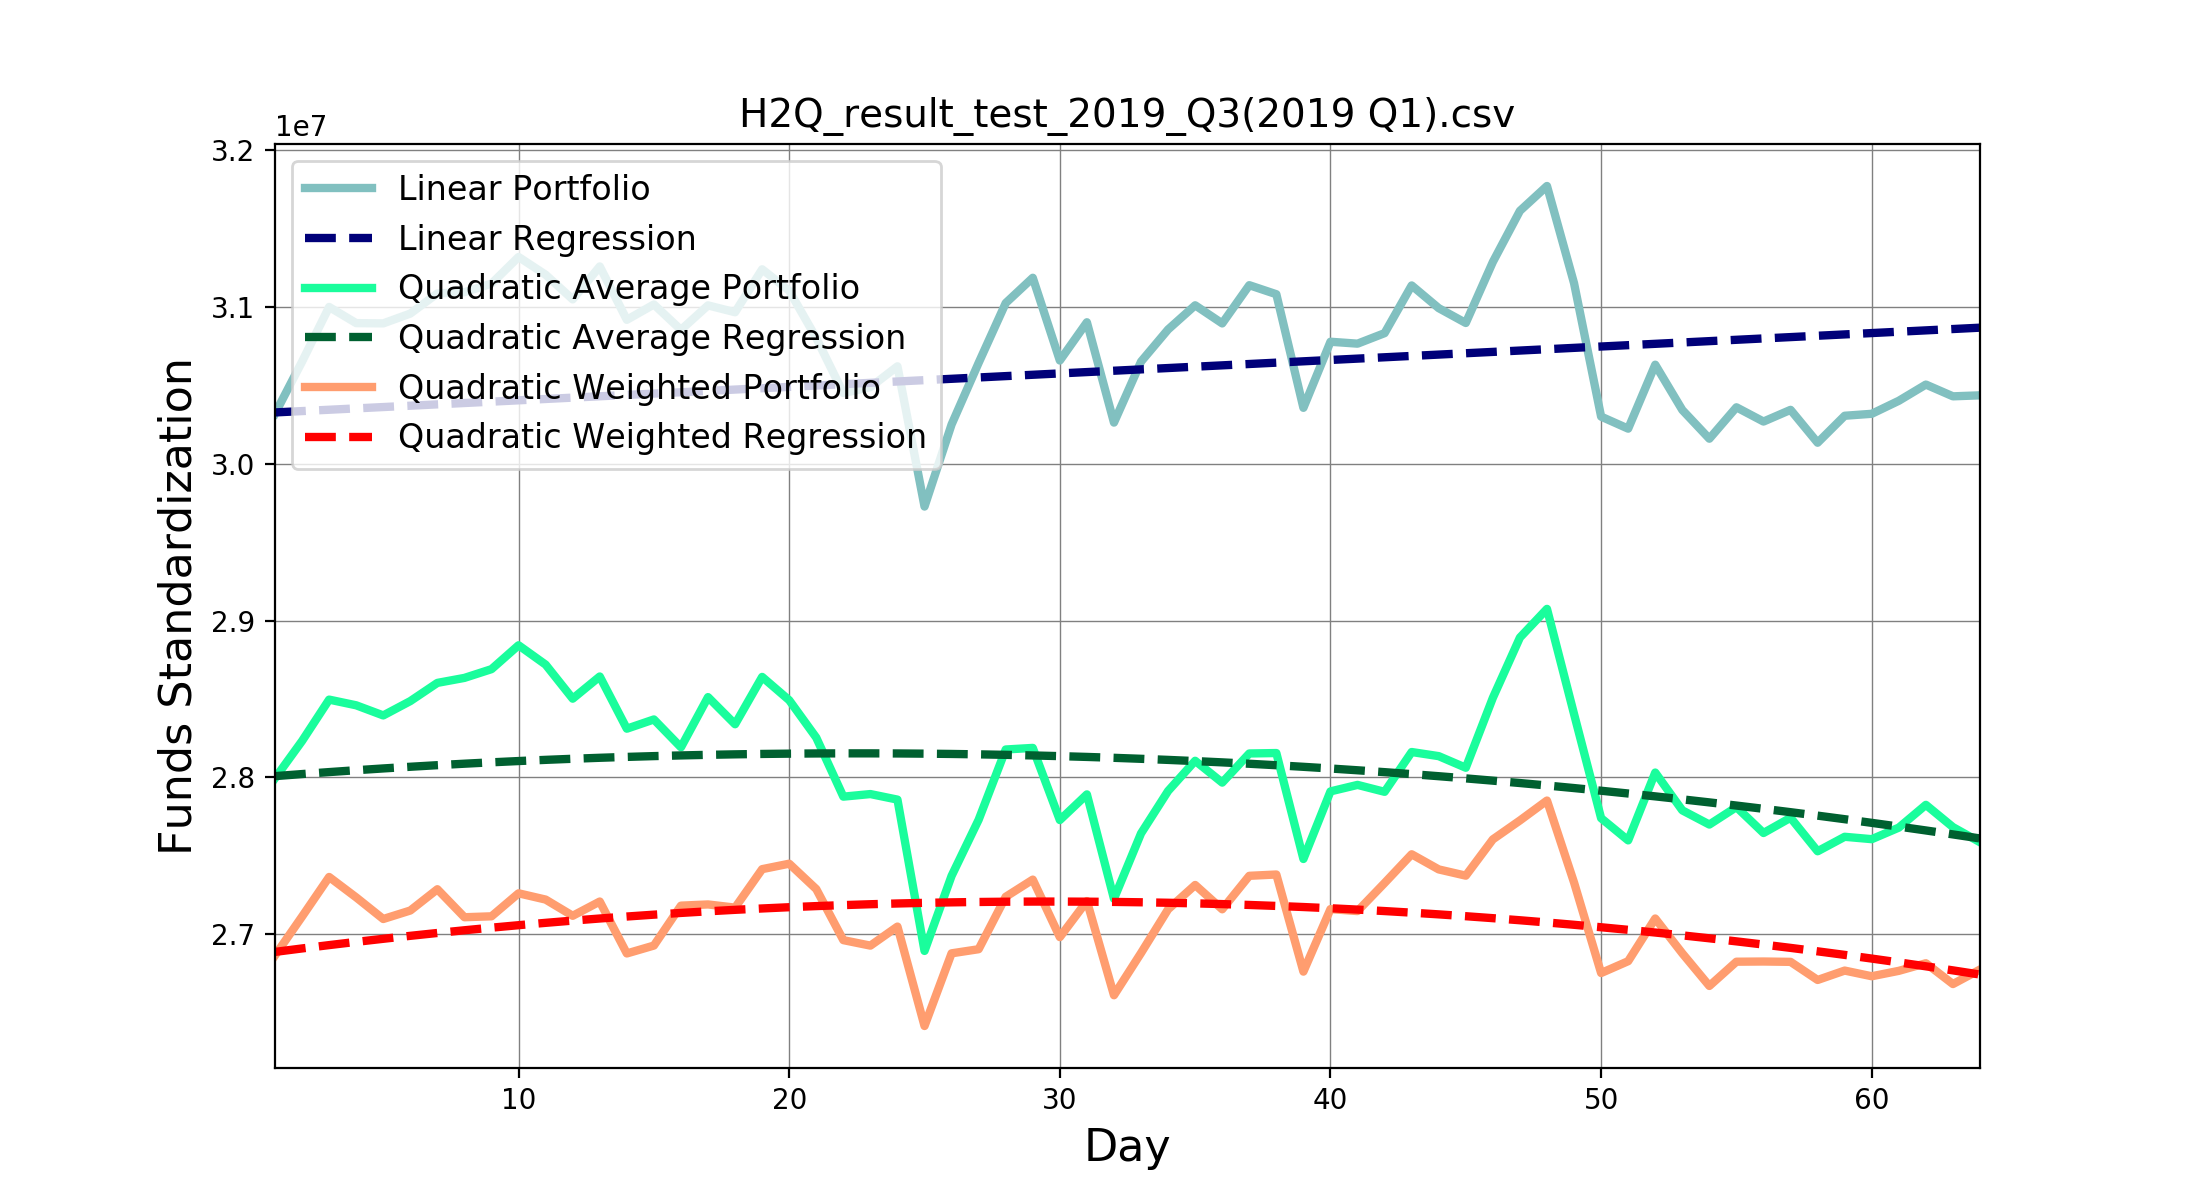 H2Q_result_test_2019_Q3(2019 Q1).csv
1e7
3.2
3.1
3.0
2.9
2.8
2.7
Funds Standardization
Linear Portfolio
Linear Regression
Quadratic Average Portfolio
Quadratic Average Regression
Quadratic Weighted Portfolio
Quadratic Weighted Regression
10 20 30 40 50 60
Day